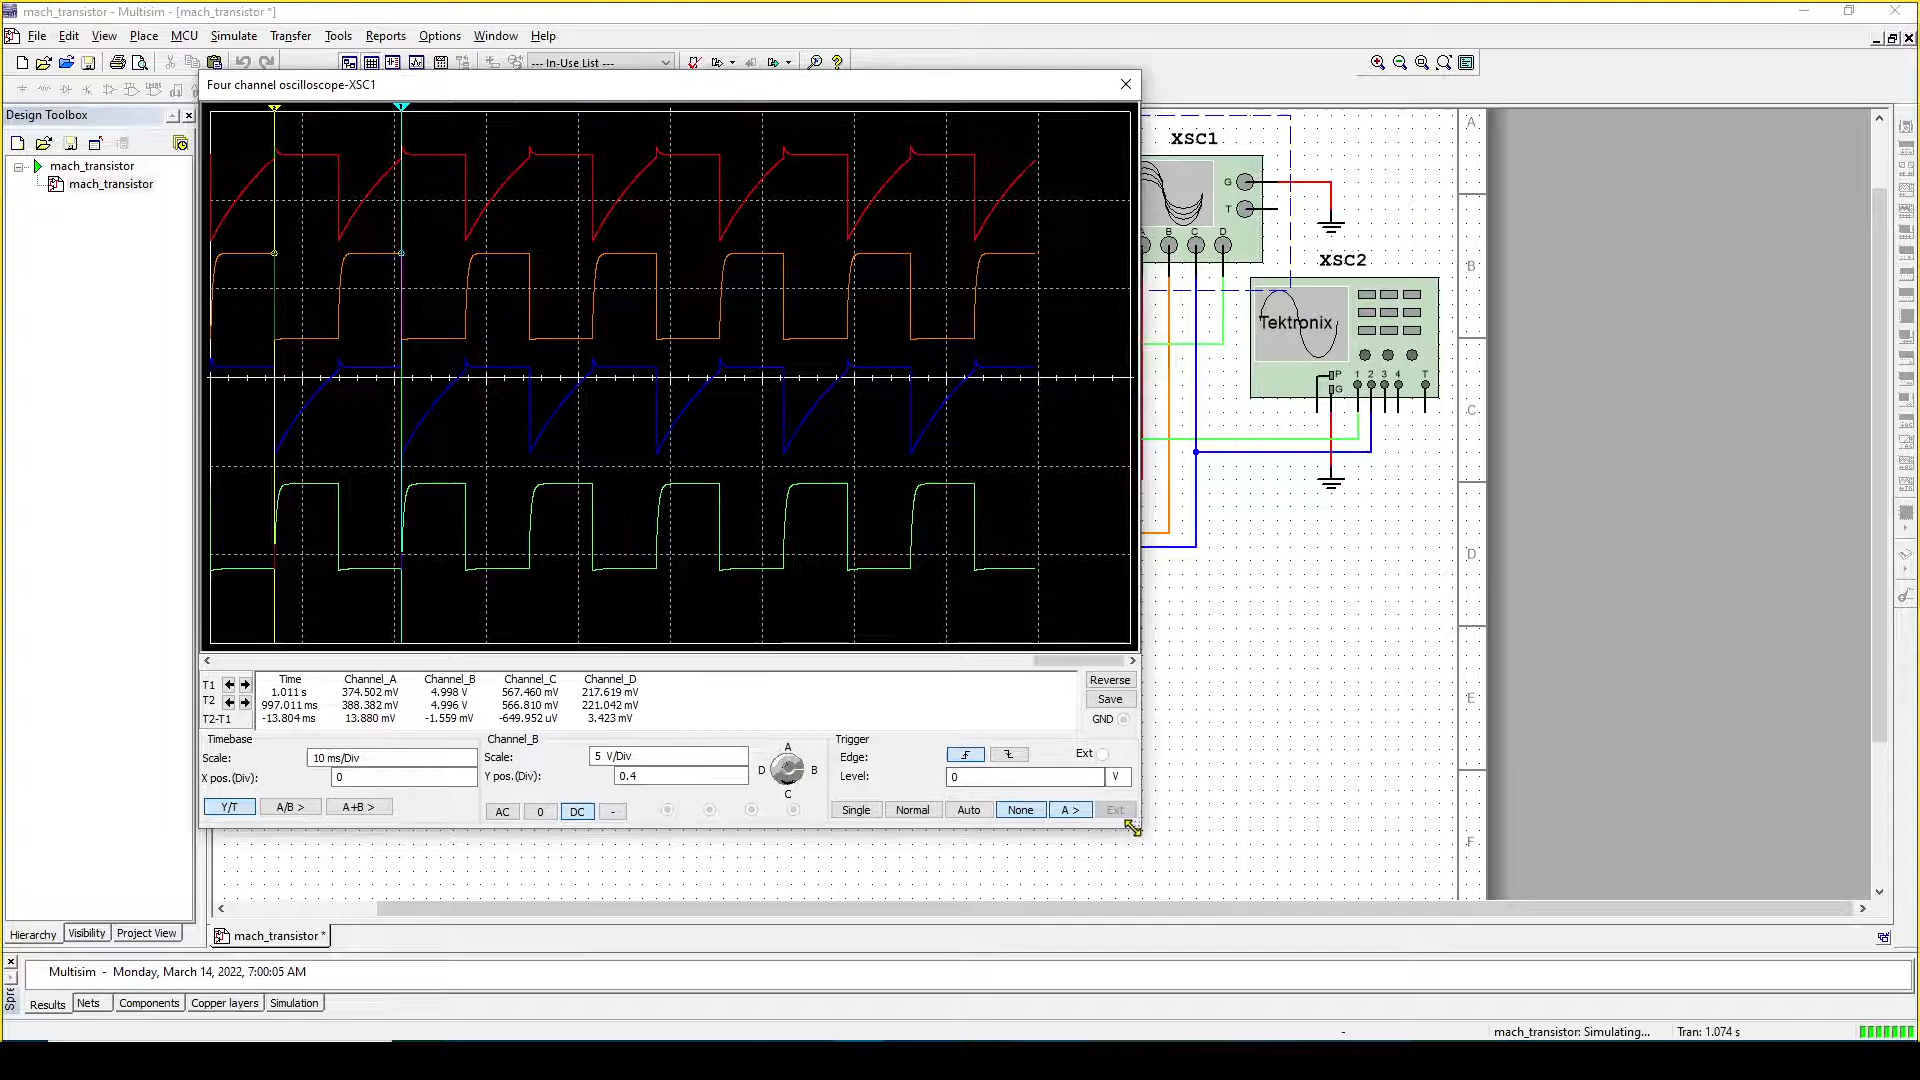 mach_transistor - Multisim - [mach_transistor *]
File Edit View Place MCU Simulate Transfer Tools Reports Options Window Help
--- In-Use List ---
Design Toolbox
mach_transistor
mach_transistor
Four channel oscilloscope-XSC1
XSC1
G
T
A B C D
XSC2
Tektronix
P
G
1 2 3 4 T
A
B
C
D
E
F
Time Channel_A Channel_B Channel_C Channel_D
T1 1.011 s 374.502 mV 4.998 V 567.460 mV 217.619 mV
T2 997.011 ms 388.382 mV 4.996 V 566.810 mV 221.042 mV
T2-T1 -13.804 ms 13.880 mV -1.559 mV -649.952 uV 3.423 mV
Reverse
Save
GND
Timebase
Scale: 10 ms/Div
X pos.(Div): 0
Y/T A/B > A+B >
Channel_B
Scale: 5 V/Div
Y pos.(Div): 0.4
AC 0 DC -
A
D B
C
Trigger
Edge: Ext
Level: 0 V
Single Normal Auto None A > Ext
Hierarchy Visibility Project View
mach_transistor *
Multisim - Monday, March 14, 2022, 7:00:05 AM
Spre
Results Nets Components Copper layers Simulation
- mach_transistor: Simulating... Tran: 1.074 s